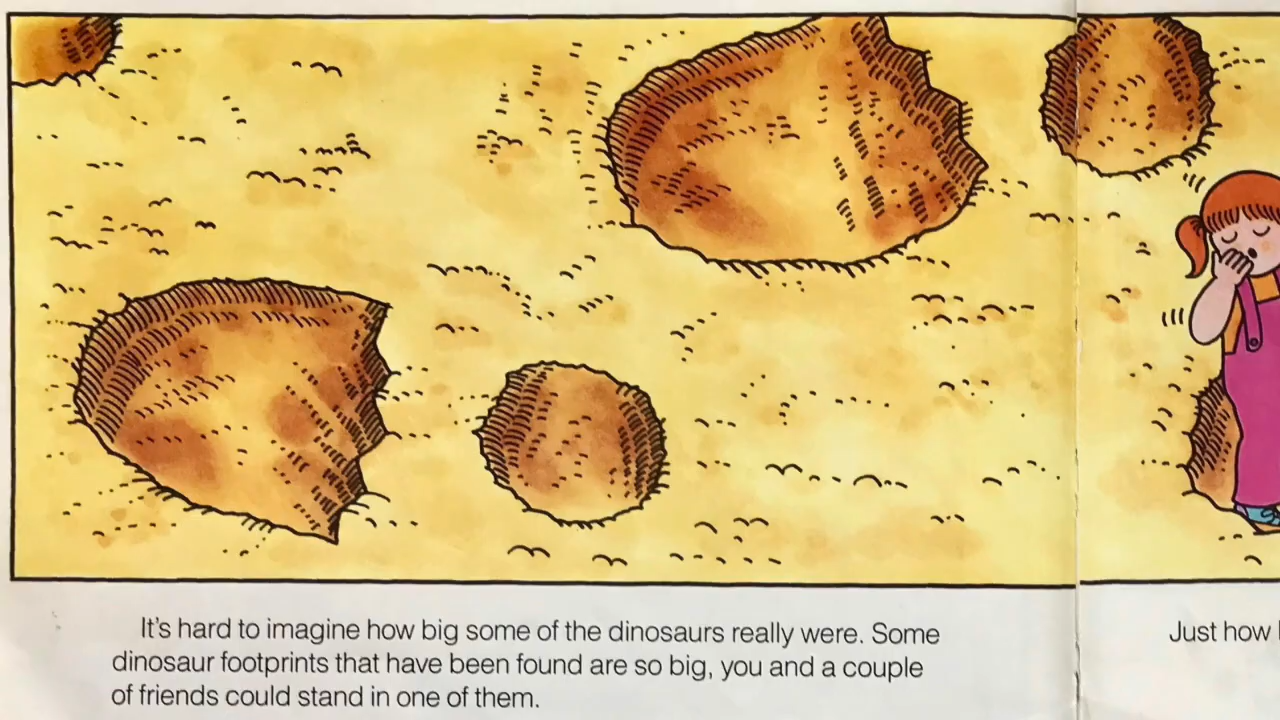 It's hard to imagine how big some of the dinosaurs really were. Some
dinosaur footprints that have been found are so big, you and a couple
of friends could stand in one of them.
Just how